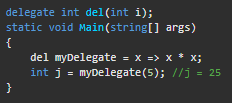 delegate int del(int i);
static void Main(string[] args)
{
    del myDelegate = x => x * x;
    int j = myDelegate(5); //j = 25
}